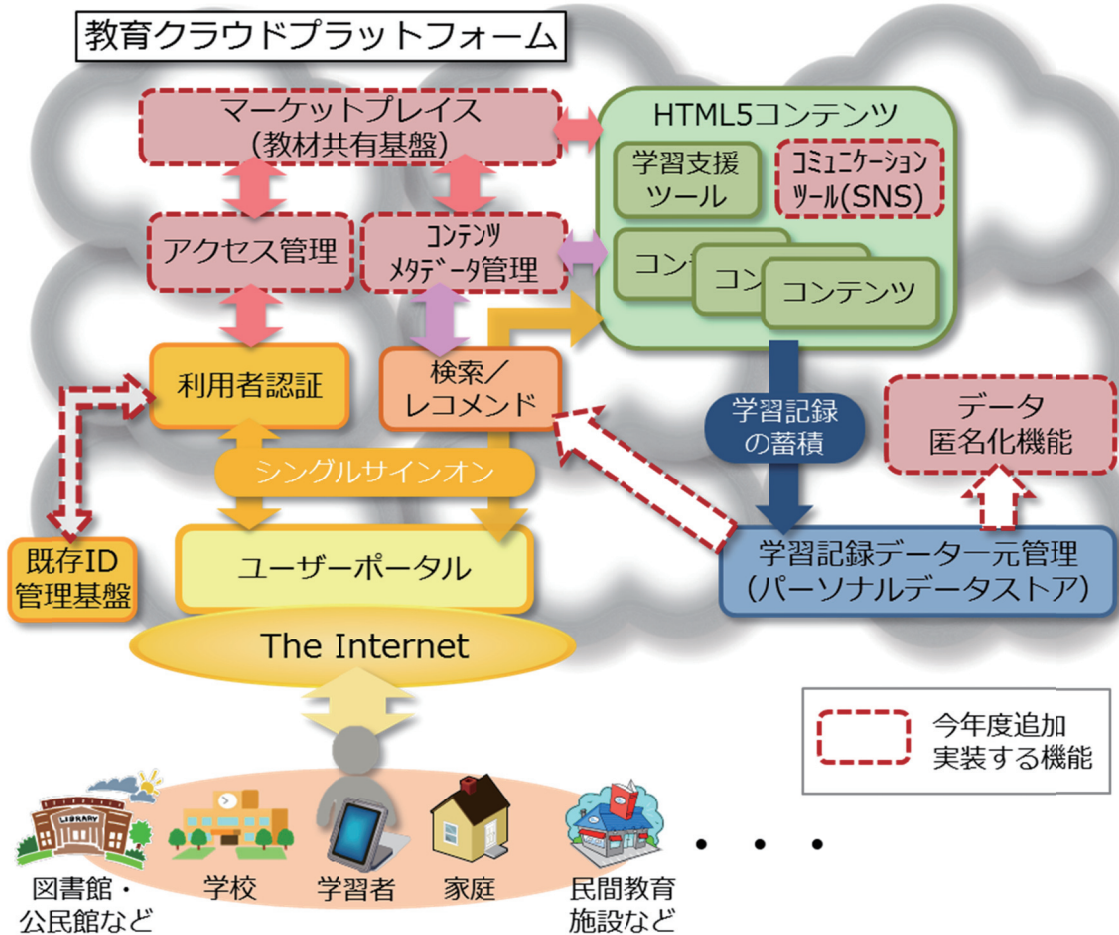 教育クラウドプラットフォーム
マーケットプレイス
(教材共有基盤)
HTML5コンテンツ
学習支援
ツール
コミュニケーション
ツール(SNS)
アクセス管理
コンテンツ
メタデータ管理
コンテ
コン
コンテンツ
利用者認証
検索／
レコメンド
学習記録
の蓄積
データ
匿名化機能
シングルサインオン
既存ID
管理基盤
ユーザーポータル
学習記録データ一元管理
(パーソナルデータストア)
The Internet
今年度追加
実装する機能
LIBRARY
図書館・
公民館など
学校
学習者
家庭
民間教育
施設など
・・・